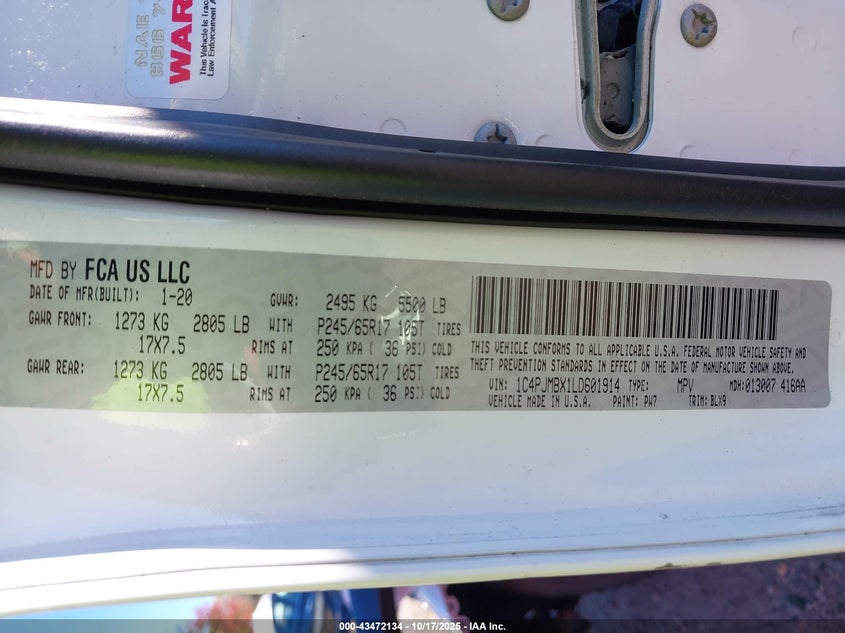 NAE
WAR
This Vehicle Is Trac
Law Enforcement A
MFD BY FCA US LLC
DATE OF MFR(BUILT): 1-20 GVWR: 2495 KG 5500 LB
GAWR FRONT: 1273 KG 2805 LB WITH P245/65R17 105T TIRES
17X7.5 RIMS AT 250 KPA ( 36 PSI) COLD
GAWR REAR: 1273 KG 2805 LB WITH P245/65R17 105T TIRES
17X7.5 RIMS AT 250 KPA ( 36 PSI) COLD
THIS VEHICLE CONFORMS TO ALL APPLICABLE U.S.A. FEDERAL MOTOR VEHICLE SAFETY AND
THEFT PREVENTION STANDARDS IN EFFECT ON THE DATE OF MANUFACTURE SHOWN ABOVE.
VIN: 1C4PJMBX1LD601914 TYPE: MPV MDH: 013007 416AA
VEHICLE MADE IN U.S.A. PAINT: PW7 TRIM: BLX9
000-43472134 - 10/17/2025 - IAA Inc.